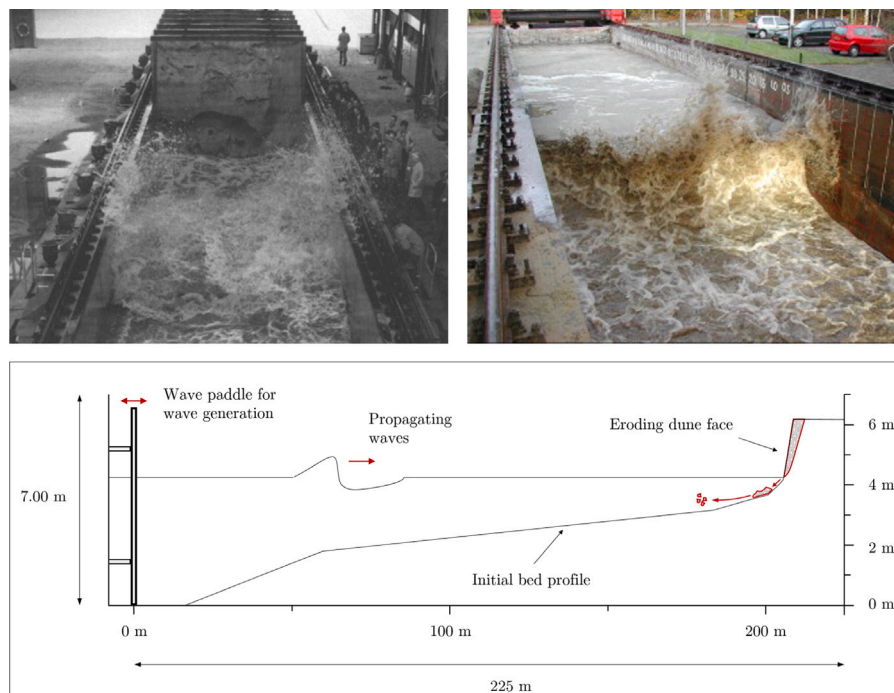 Wave paddle for
wave generation
Propagating
waves
Eroding dune face
6 m
7.00 m
4 m
2 m
Initial bed profile
0 m
0 m
100 m
200 m
225 m